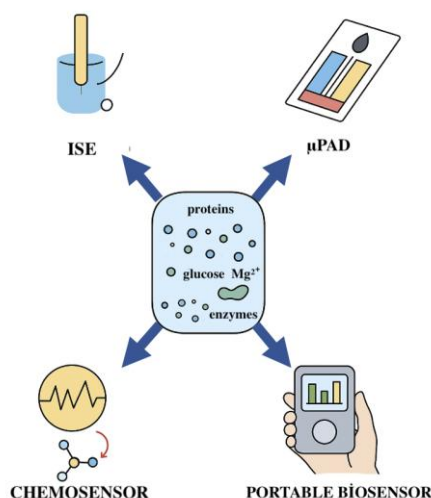 ISE
μPAD
proteins
glucose Mg²⁺
enzymes
CHEMOSENSOR
PORTABLE BİOSENSOR